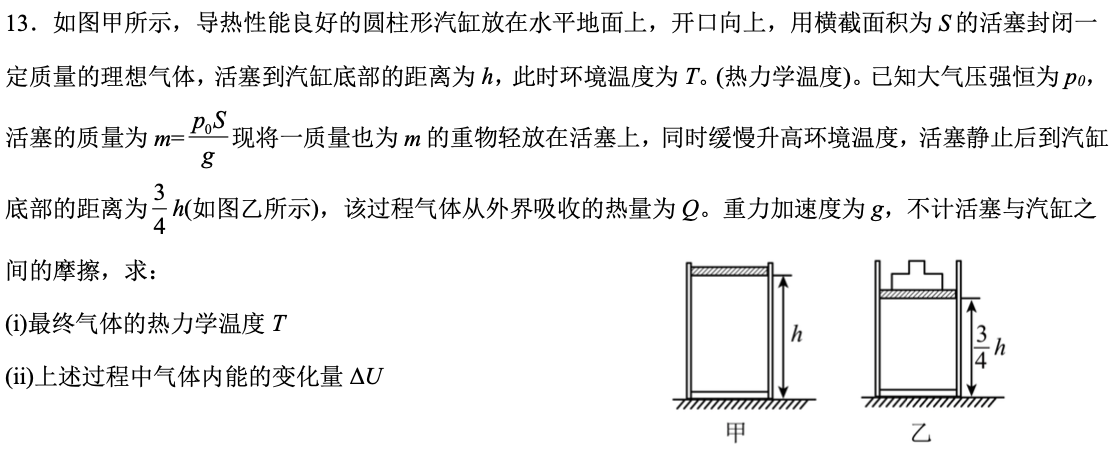 13．如图甲所示，导热性能良好的圆柱形汽缸放在水平地面上，开口向上，用横截面积为 S 的活塞封闭一
定质量的理想气体，活塞到汽缸底部的距离为 h，此时环境温度为 T。(热力学温度)。已知大气压强恒为 p₀，
活塞的质量为 m=p₀S/g 现将一质量也为 m 的重物轻放在活塞上，同时缓慢升高环境温度，活塞静止后到汽缸
底部的距离为 3/4 h(如图乙所示)，该过程气体从外界吸收的热量为 Q。重力加速度为 g，不计活塞与汽缸之
间的摩擦，求：
(i)最终气体的热力学温度 T
(ii)上述过程中气体内能的变化量 ΔU
h
3/4 h
甲
乙